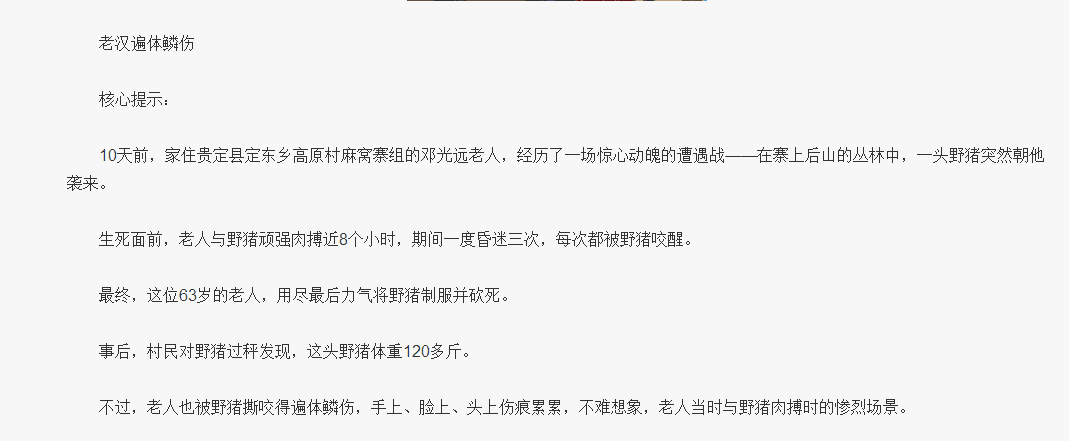 老汉遍体鳞伤
核心提示：
10天前，家住贵定县定东乡高原村麻窝寨组的邓光远老人，经历了一场惊心动魄的遭遇战——在寨上后山的丛林中，一头野猪突然朝他
袭来。
生死面前，老人与野猪顽强肉搏近8个小时，期间一度昏迷三次，每次都被野猪咬醒。
最终，这位63岁的老人，用尽最后力气将野猪制服并砍死。
事后，村民对野猪过秤发现，这头野猪体重120多斤。
不过，老人也被野猪撕咬得遍体鳞伤，手上、脸上、头上伤痕累累，不难想象，老人当时与野猪肉搏时的惨烈场景。